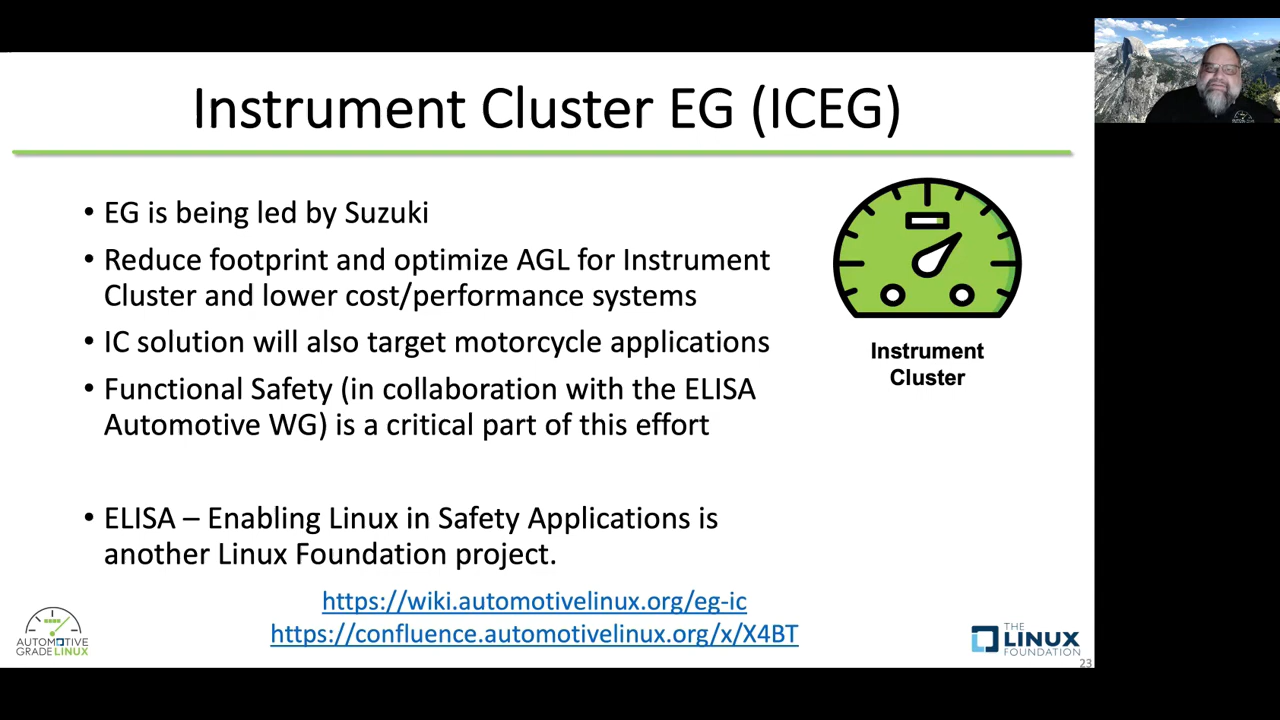 Instrument Cluster EG (ICEG)
• EG is being led by Suzuki
• Reduce footprint and optimize AGL for Instrument
Cluster and lower cost/performance systems
• IC solution will also target motorcycle applications
• Functional Safety (in collaboration with the ELISA
Automotive WG) is a critical part of this effort
• ELISA – Enabling Linux in Safety Applications is
another Linux Foundation project.
https://wiki.automotivelinux.org/eg-ic
https://confluence.automotivelinux.org/x/X4BT
Instrument
Cluster
AUTOMOTIVE
GRADELINUX
THE
LINUX
FOUNDATION
23